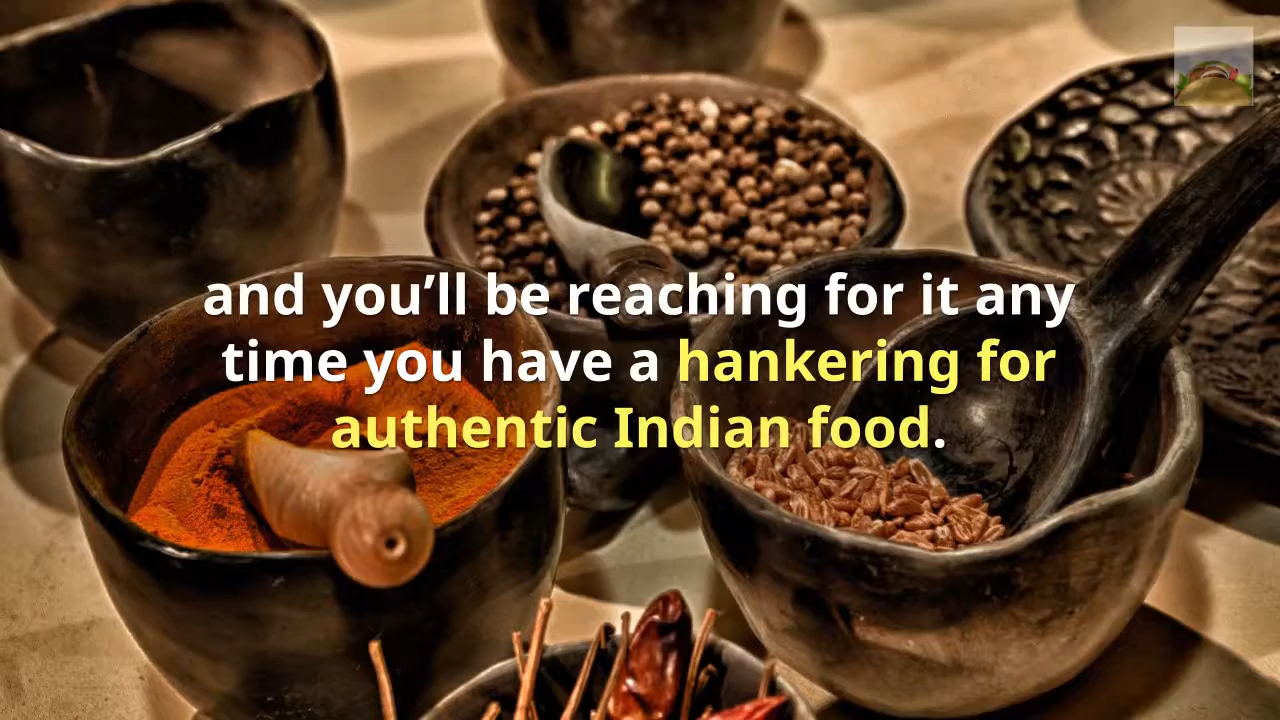 and you’ll be reaching for it any
time you have a hankering for
authentic Indian food.